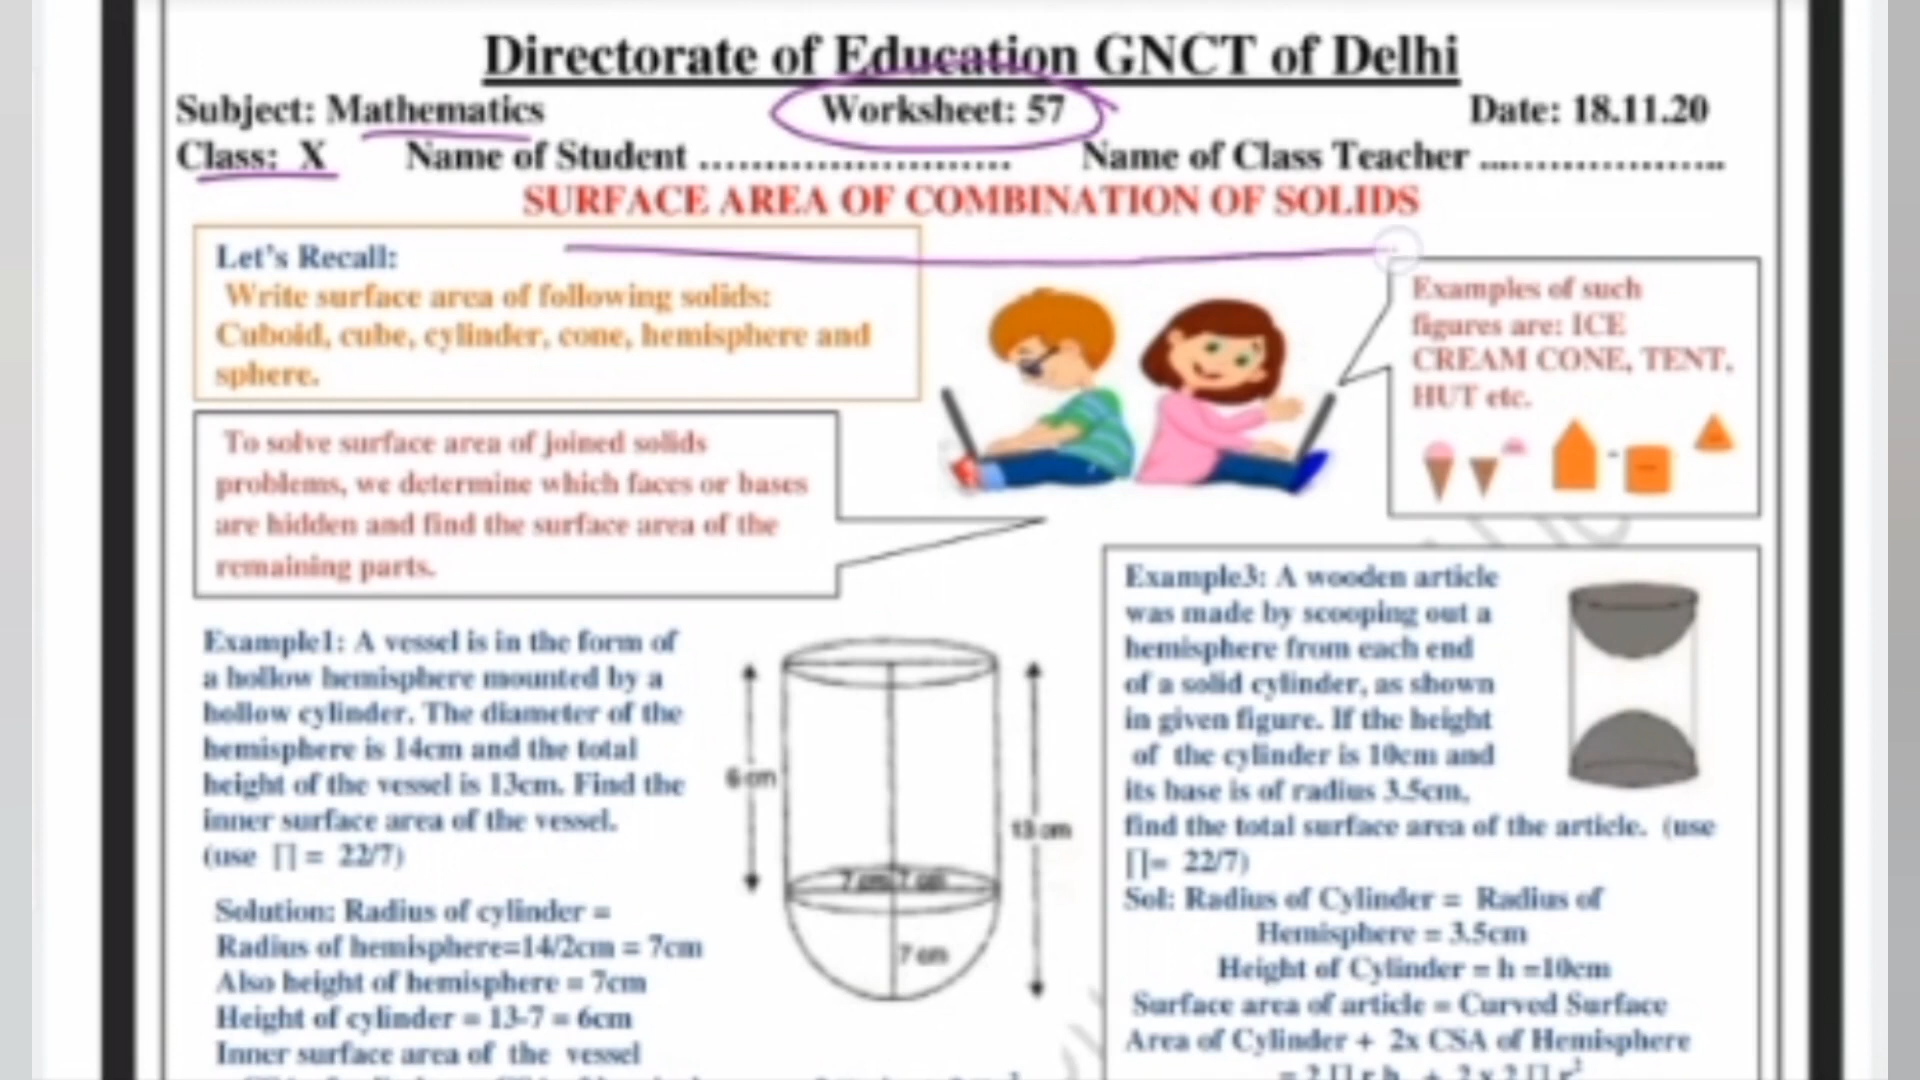 Directorate of Education GNCT of Delhi
Subject: Mathematics Worksheet: 57 Date: 18.11.20
Class: X Name of Student .......................... Name of Class Teacher ......................
SURFACE AREA OF COMBINATION OF SOLIDS
Let's Recall:
Write surface area of following solids:
Cuboid, cube, cylinder, cone, hemisphere and
sphere.
Examples of such
figures are: ICE
CREAM CONE, TENT,
HUT etc.
To solve surface area of joined solids
problems, we determine which faces or bases
are hidden and find the surface area of the
remaining parts.
Example1: A vessel is in the form of
a hollow hemisphere mounted by a
hollow cylinder. The diameter of the
hemisphere is 14cm and the total
height of the vessel is 13cm. Find the
inner surface area of the vessel.
(use ∏ = 22/7)
Solution: Radius of cylinder =
Radius of hemisphere=14/2cm = 7cm
Also height of hemisphere = 7cm
Height of cylinder = 13-7 = 6cm
Inner surface area of the vessel
6 cm
13 cm
7 cm 7 cm
7 cm
Example3: A wooden article
was made by scooping out a
hemisphere from each end
of a solid cylinder, as shown
in given figure. If the height
of the cylinder is 10cm and
its base is of radius 3.5cm,
find the total surface area of the article. (use
∏= 22/7)
Sol: Radius of Cylinder = Radius of
Hemisphere = 3.5cm
Height of Cylinder = h =10cm
Surface area of article = Curved Surface
Area of Cylinder + 2x CSA of Hemisphere
= 2 ∏ r h + 2 x 2 ∏ r²